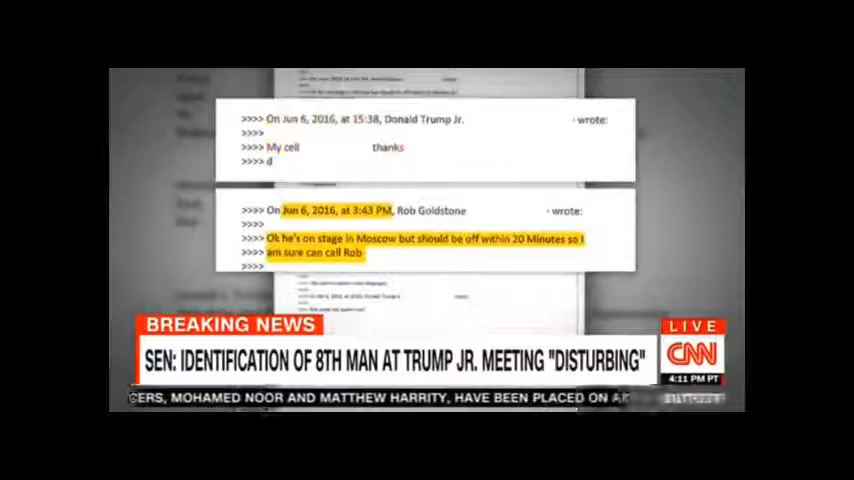 >>>> On Jun 6, 2016, at 15:38, Donald Trump Jr. wrote:
>>>>
>>>> My cell thanks
>>>> d
>>>> On Jun 6, 2016, at 3:43 PM, Rob Goldstone wrote:
>>>>
>>>> Ok he's on stage in Moscow but should be off within 20 Minutes so I
>>>> am sure can call Rob
>>>>
BREAKING NEWS
SEN: IDENTIFICATION OF 8TH MAN AT TRUMP JR. MEETING "DISTURBING"
LIVE
CNN
4:11 PM PT
CERS, MOHAMED NOOR AND MATTHEW HARRITY, HAVE BEEN PLACED ON